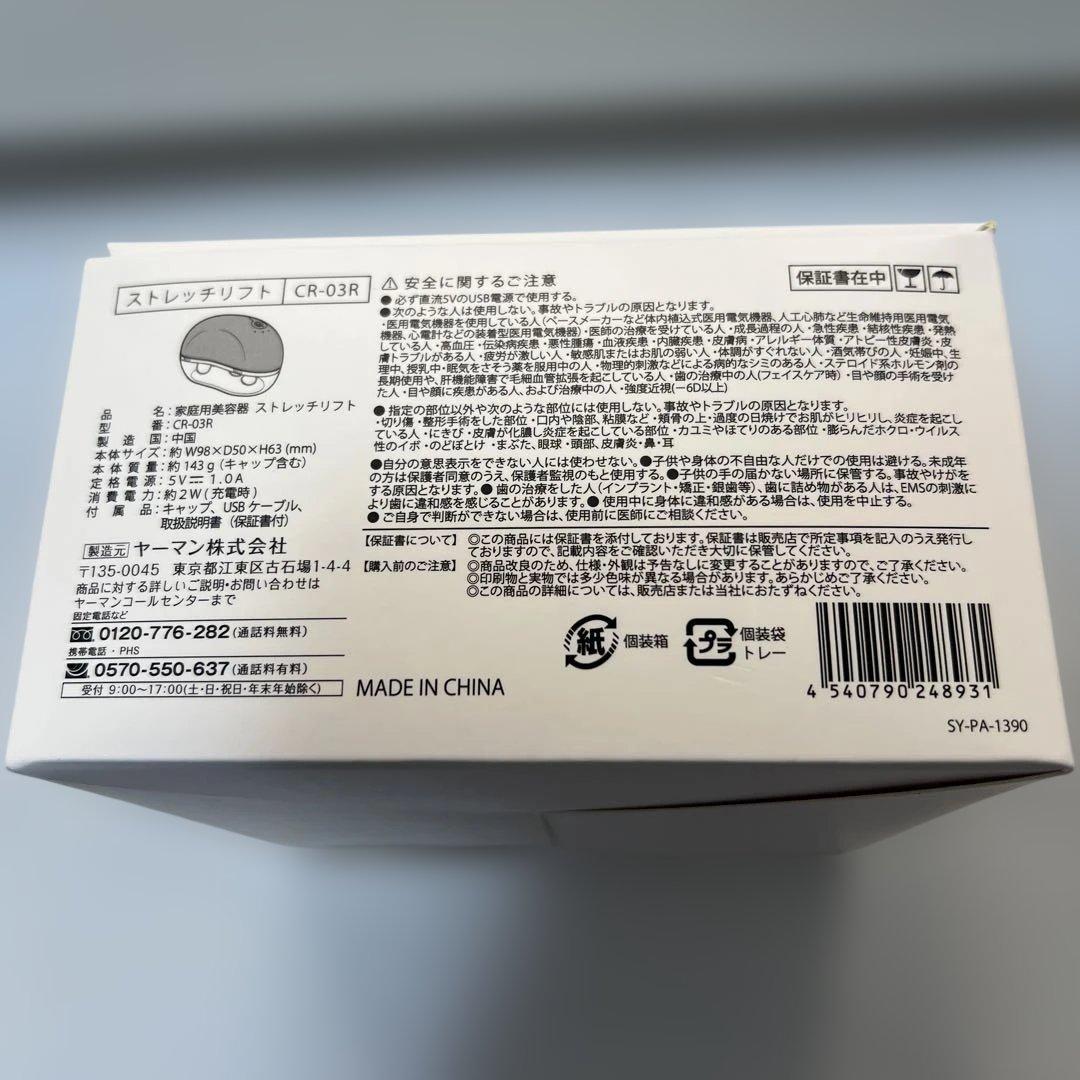 ストレッチリフト CR-03R
品名：家庭用美容器 ストレッチリフト
型番：CR-03R
製造国：中国
本体サイズ：約 W98×D50×H63 (mm)
本体質量：約 143 g（キャップ含む）
定格電源：5V⎓ 1.0A
消費電力：約 2W（充電時）
付属品：キャップ、USB ケーブル、
取扱説明書（保証書付）
製造元 ヤーマン株式会社
〒135-0045 東京都江東区古石場1-4-4
商品に対する詳しいご説明・お問い合わせは
ヤーマンコールセンターまで
固定電話など
0120-776-282（通話料無料）
携帯電話・PHS
0570-550-637（通話料有料）
受付 9:00〜17:00(土・日・祝日・年末年始除く)
⚠ 安全に関するご注意
保証書在中
●必ず直流5VのUSB電源で使用する。
●次のような人は使用しない。事故やトラブルの原因となります。
・医用電気機器を使用している人（ペースメーカーなど体内植込式医用電気機器、人工心肺など生命維持用医用電気
機器、心電計などの装着型医用電気機器）・医師の治療を受けている人・成長過程の人・急性疾患・結核性疾患・発熱
している人・高血圧・伝染病疾患・悪性腫瘍・血液疾患・内臓疾患・皮膚病・アレルギー体質・アトピー性皮膚炎・皮
膚トラブルがある人・疲労が激しい人・敏感肌またはお肌の弱い人・体調がすぐれない人・酒気帯びの人・妊娠中、生
理中、授乳中・眠気をさそう薬を服用中の人・物理的刺激などによる病的なシミのある人・ステロイド系ホルモン剤の
長期使用や、肝機能障害で毛細血管拡張を起こしている人・歯の治療中の人(フェイスケア時)・目や顔の手術を受け
た人・目や顔に疾患がある人、および治療中の人・強度近視(ー6D以上)
●指定の部位以外や次のような部位には使用しない。事故やトラブルの原因となります。
・切り傷・整形手術をした部位・口内や陰部、粘膜など・頬骨の上・過度の日焼けでお肌がヒリヒリし、炎症を起こし
ている人・にきび・皮膚が化膿し炎症を起こしている部位・カユミやほてりのある部位・膨らんだホクロ・ウイルス
性のイボ・のどぼとけ・まぶた、眼球・頭部、皮膚炎・鼻・耳
●自分の意思表示をできない人には使わせない。●子供や身体の不自由な人だけでの使用は避ける。未成年
の方は保護者同意のうえ、保護者監視のもと使用する。●子供の手の届かない場所に保管する。事故やけがを
する原因となります。●歯の治療をした人（インプラント・矯正・銀歯等）、歯に詰め物がある人は、EMSの刺激に
より歯に違和感を感じることがあります。●使用中に身体に違和感がある場合は、使用を中止する。
●ご自身で判断ができない場合は、使用前に医師にご相談ください。
【保証書について】◎この商品には保証書を添付しております。保証書は販売店で所定事項を記入のうえ発行し
ておりますので、記載内容をご確認いただき大切に保管してください。
【購入前のご注意】◎商品改良のため、仕様・外観は予告なしに変更することがありますので、ご了承ください。
◎印刷物と実物では多少色味が異なる場合があります。あらかじめご了承ください。
◎この商品の詳細については、販売店または当社におたずねください。
紙 個装箱
プラ 個装袋
トレー
4 540790 248931
MADE IN CHINA
SY-PA-1390